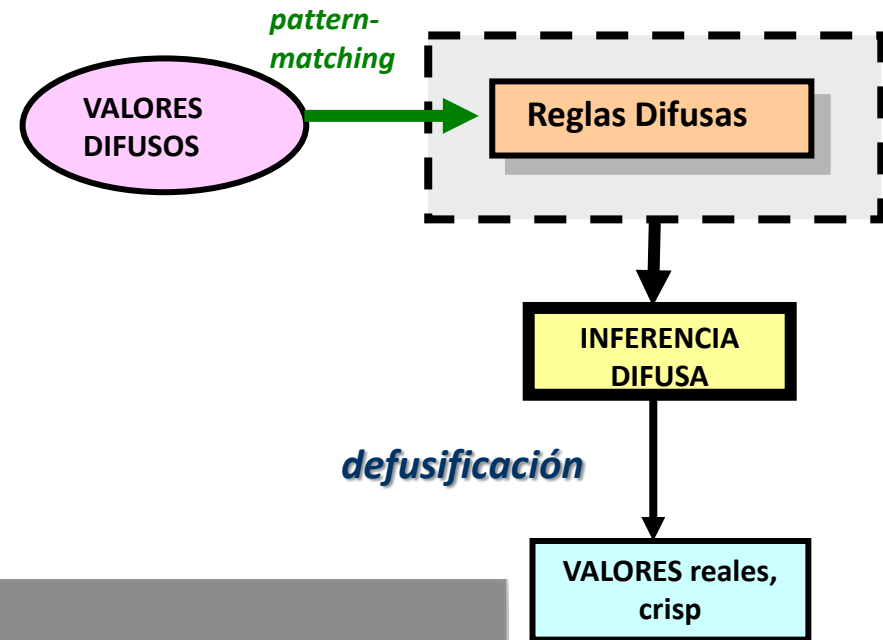 pattern-
matching
VALORES
DIFUSOS
Reglas Difusas
INFERENCIA
DIFUSA
defusificación
VALORES reales,
crisp